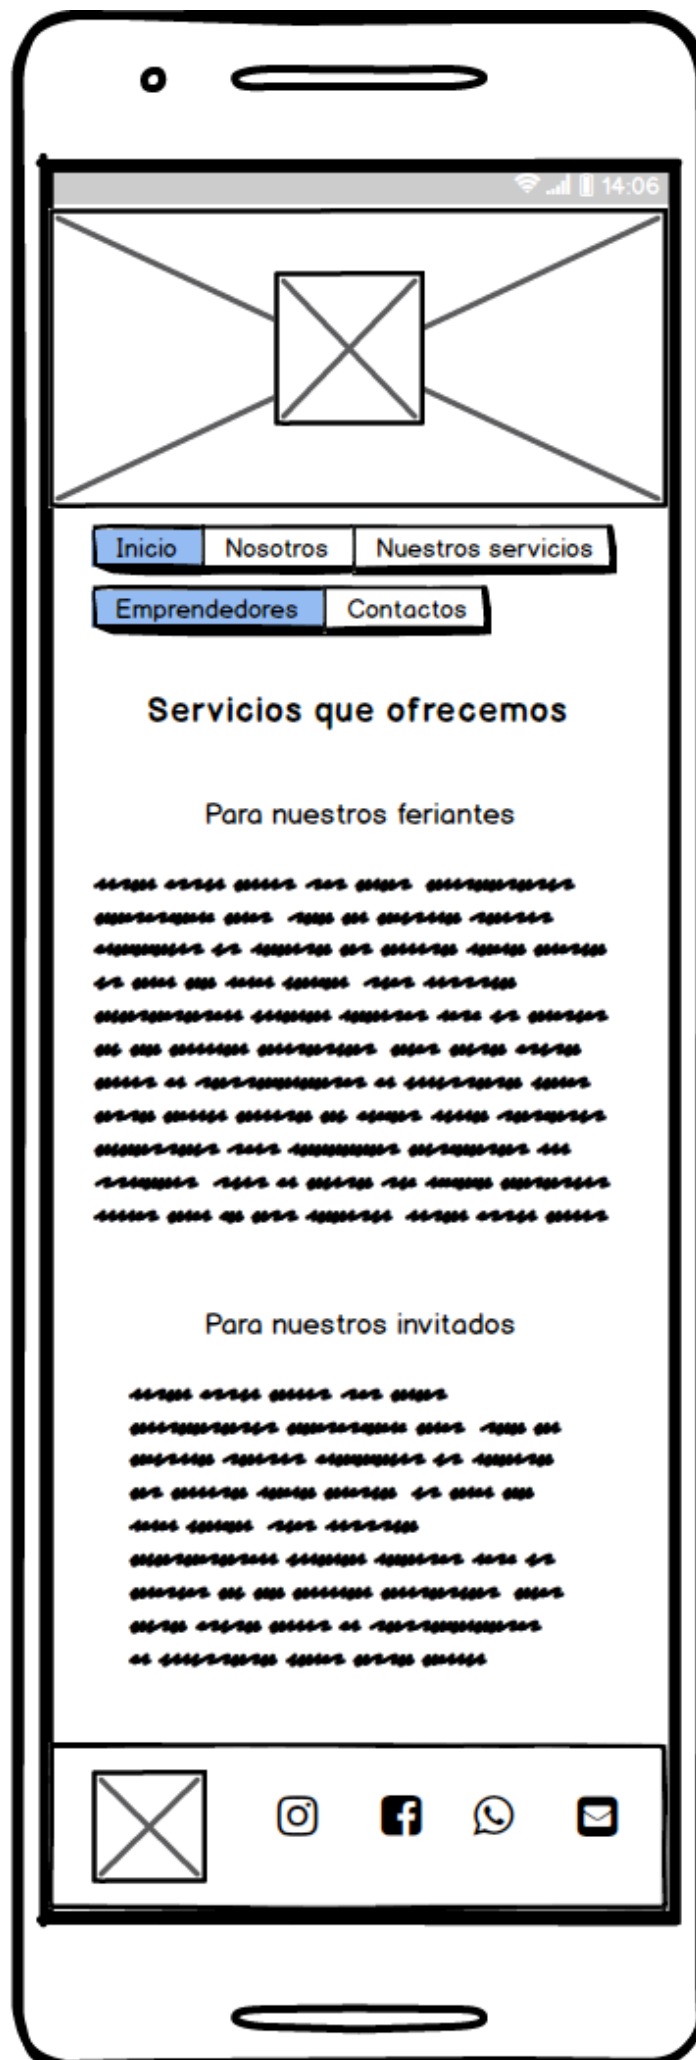 14:06
Inicio Nosotros Nuestros servicios
Emprendedores Contactos
Servicios que ofrecemos
Para nuestros feriantes
Para nuestros invitados